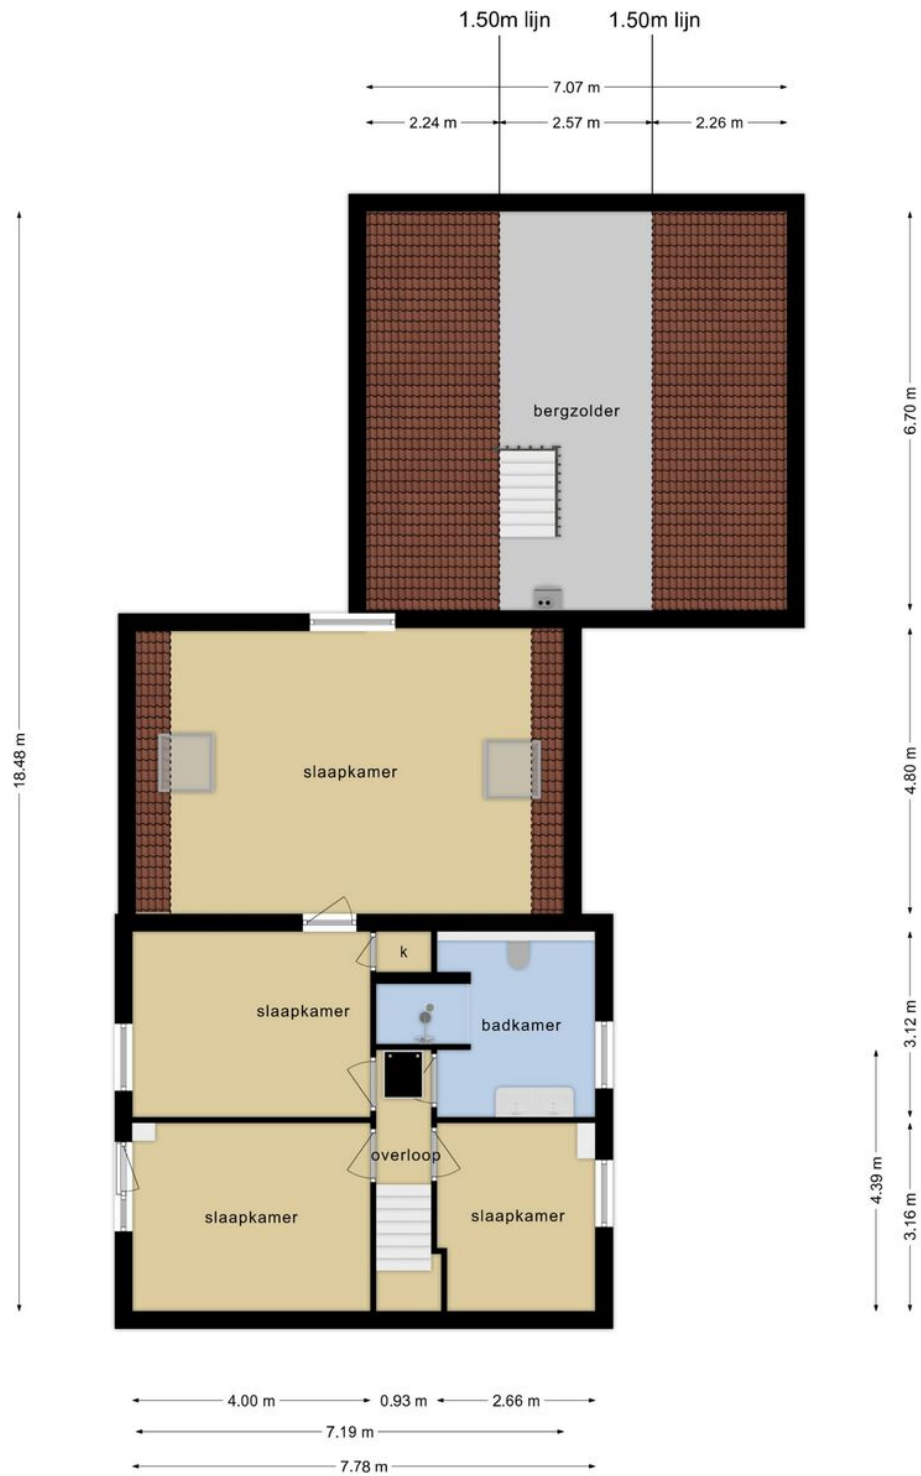 1.50m lijn 1.50m lijn
7.07 m
2.24 m 2.57 m 2.26 m
bergzolder
6.70 m
18.48 m
slaapkamer
4.80 m
k
slaapkamer
badkamer
3.12 m
overloop
4.39 m
3.16 m
slaapkamer
slaapkamer
4.00 m 0.93 m 2.66 m
7.19 m
7.78 m